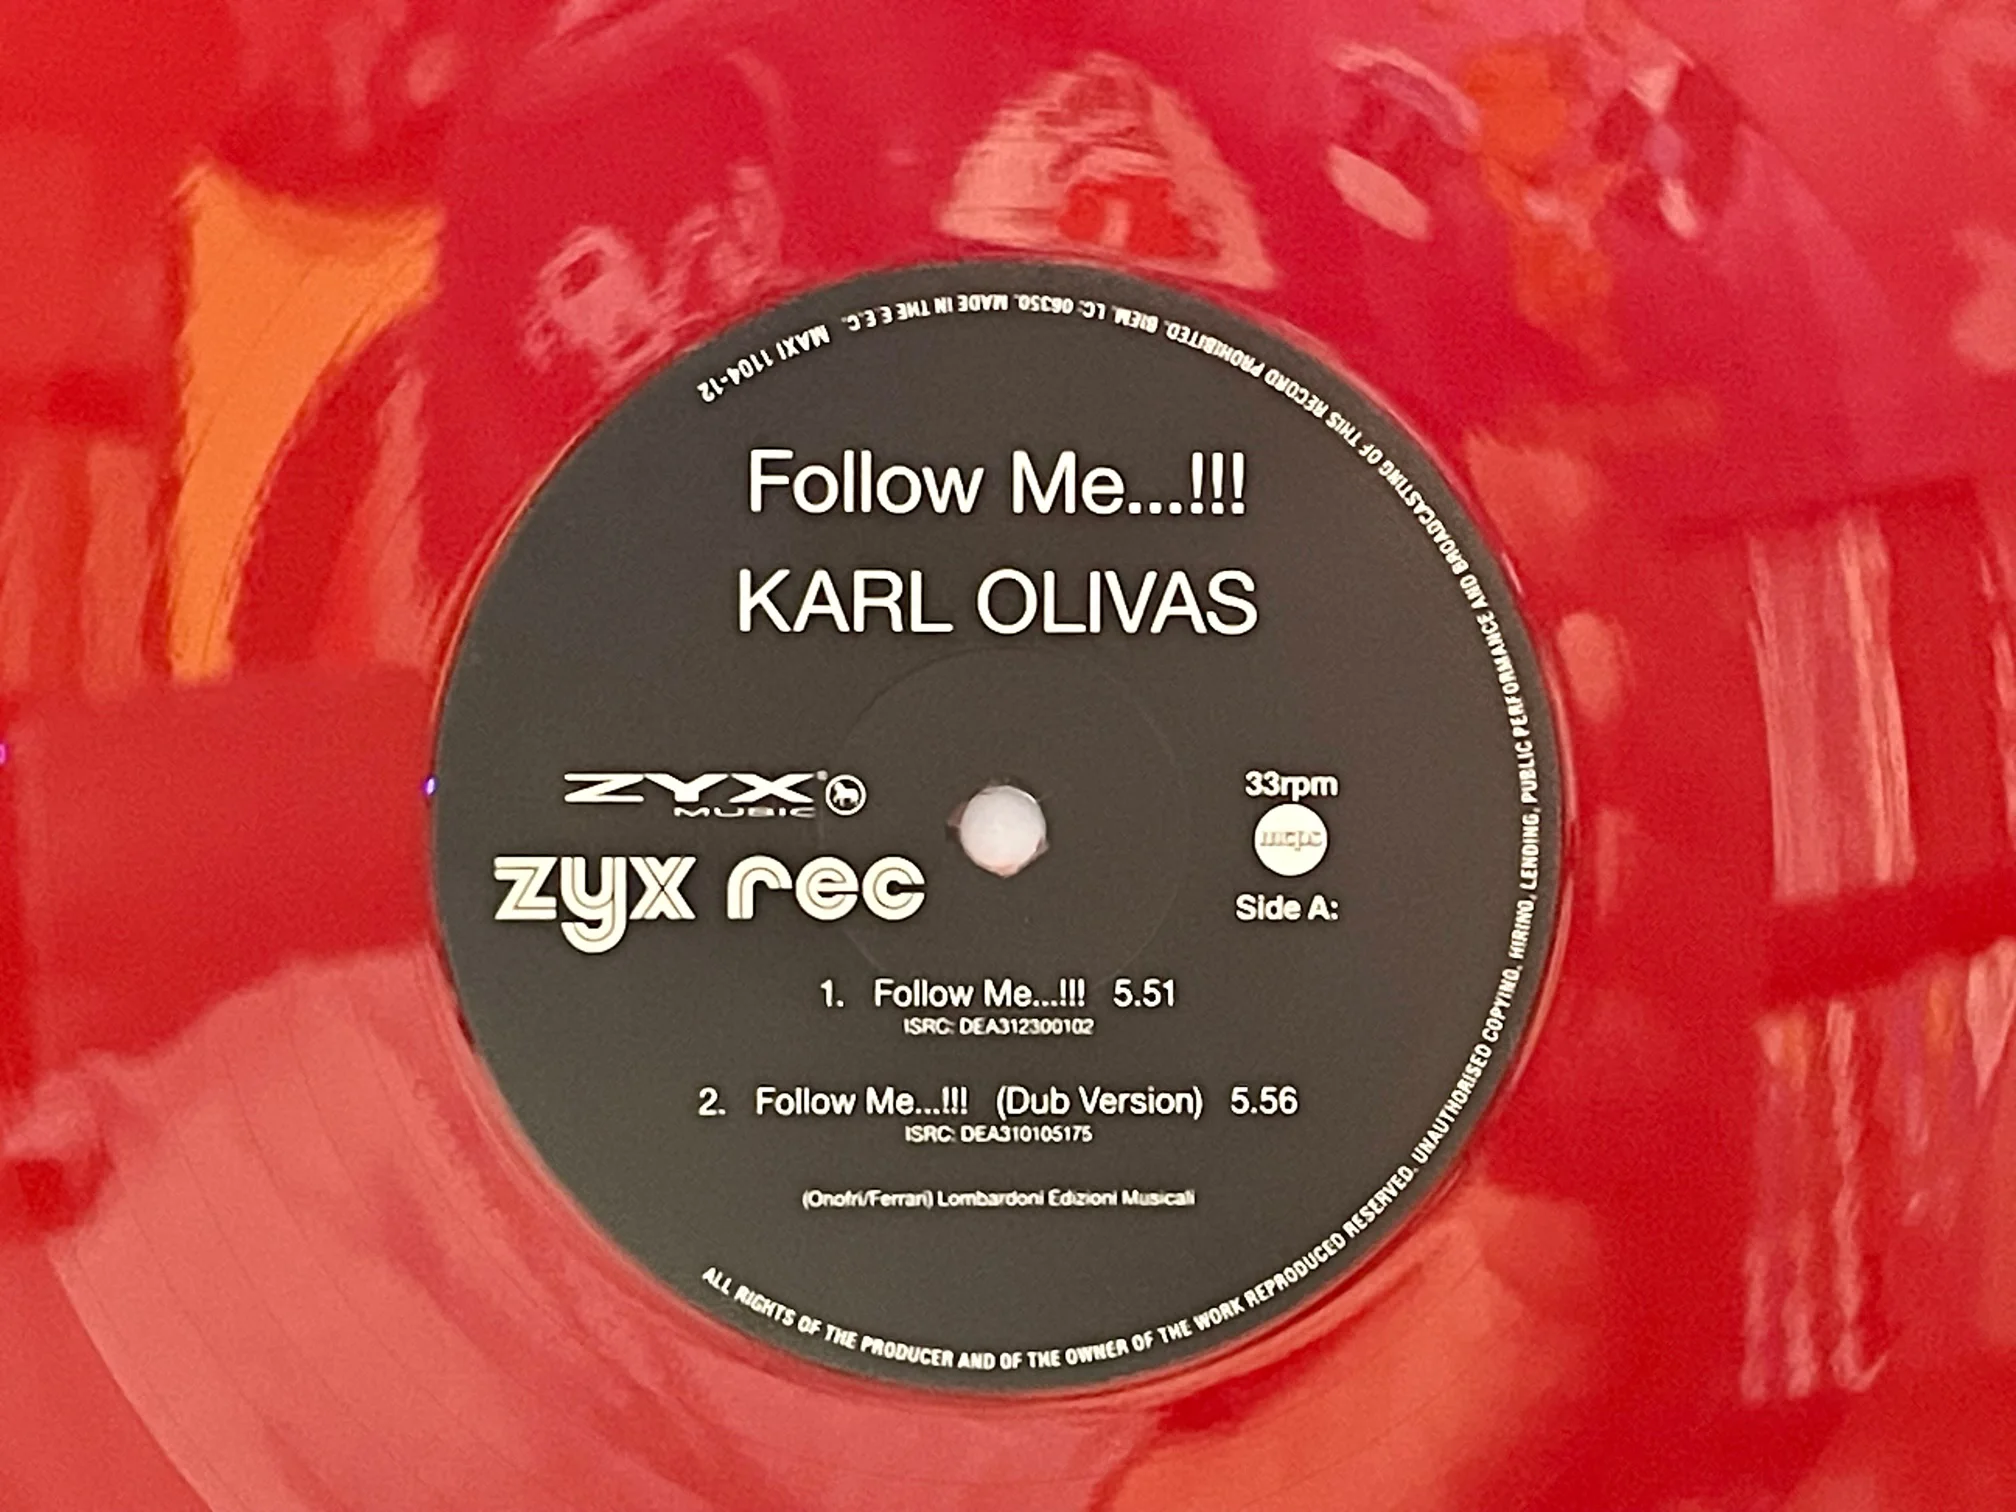 Follow Me...!!!
KARL OLIVAS
ZYX
MUSIC
zyx rec
33rpm
mcps
Side A:
1. Follow Me...!!! 5.51
ISRC: DEA312300102
2. Follow Me...!!! (Dub Version) 5.56
ISRC: DEA310105175
(Onofri/Ferrari) Lombardoni Edizioni Musicali
ALL RIGHTS OF THE PRODUCER AND OF THE OWNER OF THE WORK REPRODUCED RESERVED. UNAUTHORISED COPYING, HIRING, LENDING, PUBLIC PERFORMANCE AND BROADCASTING OF THIS RECORD PROHIBITED. BIEM. LC. 06350. MADE IN THE E.E.C. MAXI 1104-12